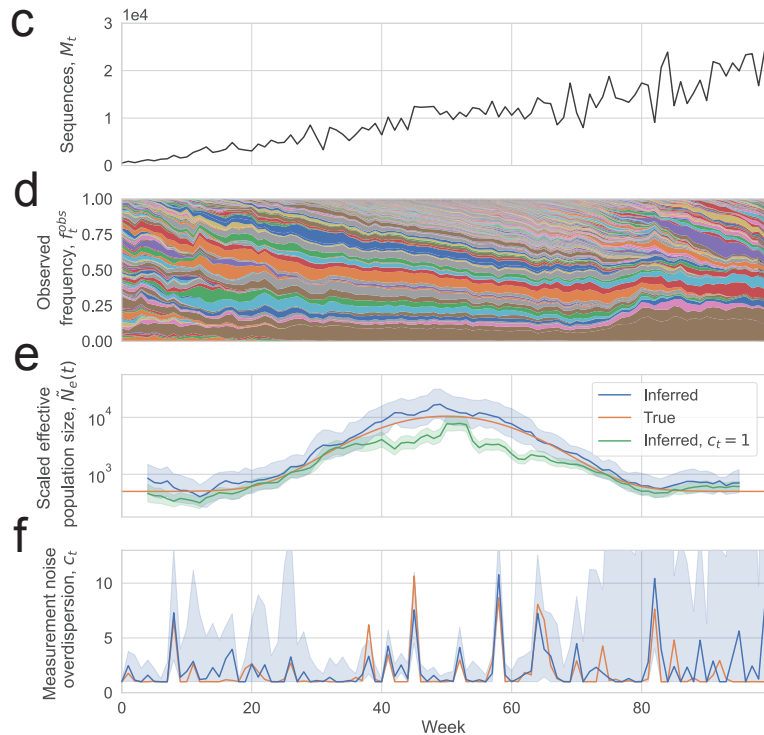 c
1e4
3
2
1
0
Sequences, M_t
d
1.00
0.75
0.50
0.25
0.00
Observed
frequency, f_t^obs
e
10^4
10^3
Scaled effective
population size, Ñ_e(t)
Inferred
True
Inferred, c_t = 1
f
10
5
0
Measurement noise
overdispersion, c_t
0 20 40 60 80
Week